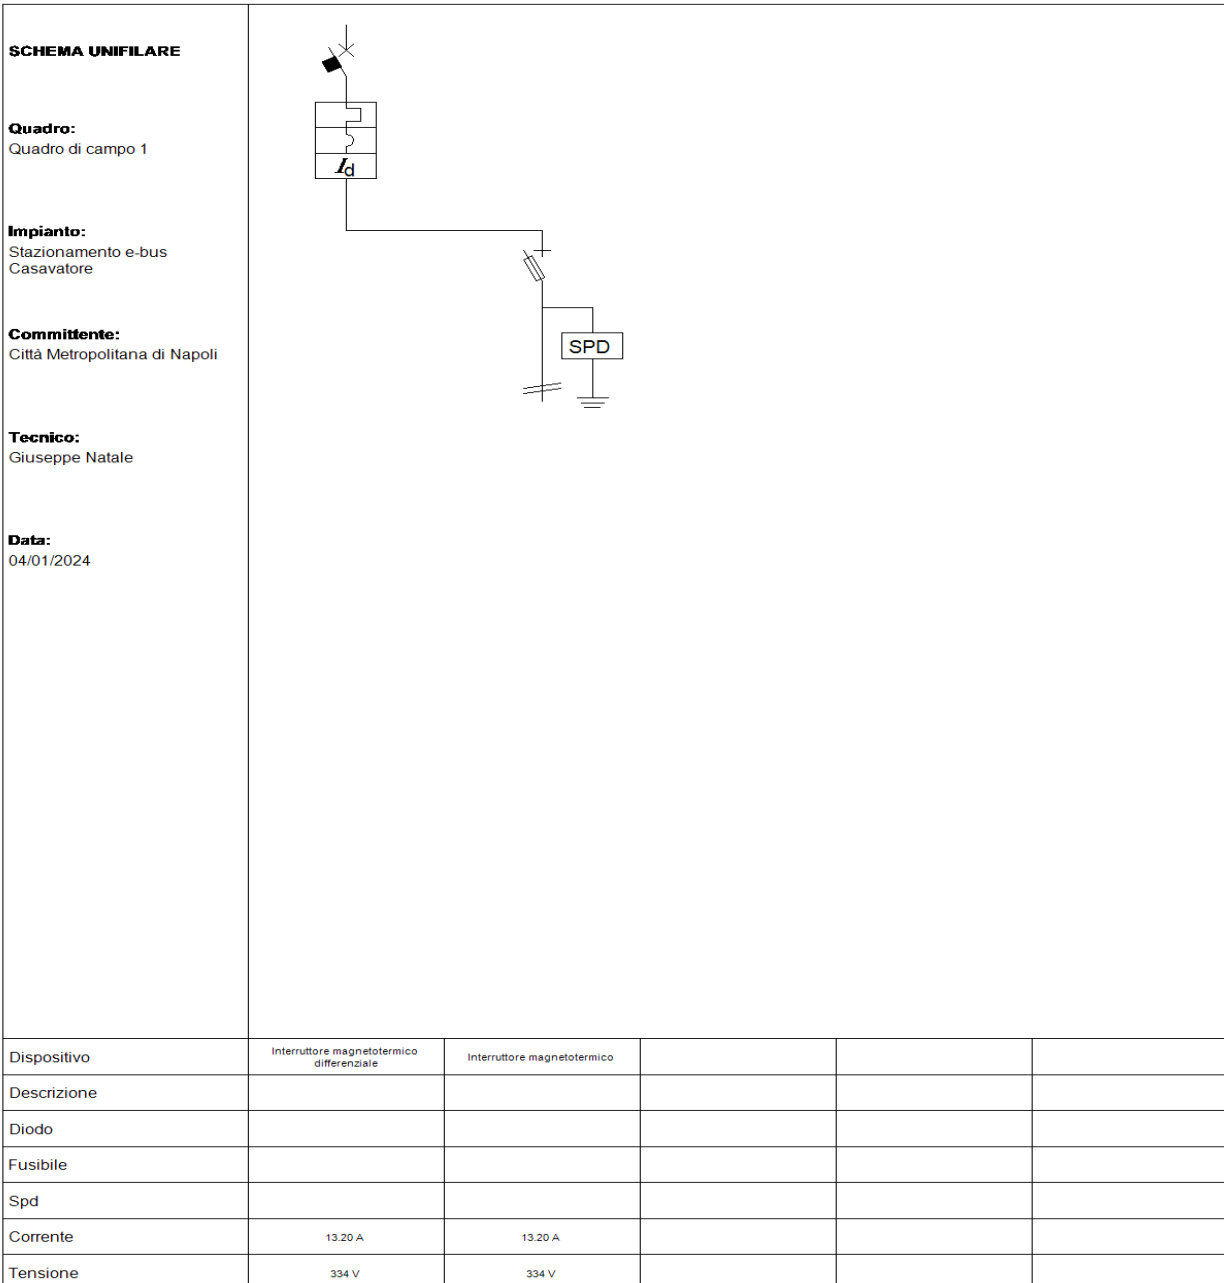 SCHEMA UNIFILARE
Quadro:
Quadro di campo 1
Impianto:
Stazionamento e-bus
Casavatore
Committente:
Città Metropolitana di Napoli
Tecnico:
Giuseppe Natale
Data:
04/01/2024
Id
SPD
Dispositivo
Interruttore magnetotermico
differenziale
Interruttore magnetotermico
Descrizione
Diodo
Fusibile
Spd
Corrente
13.20 A
13.20 A
Tensione
334 V
334 V